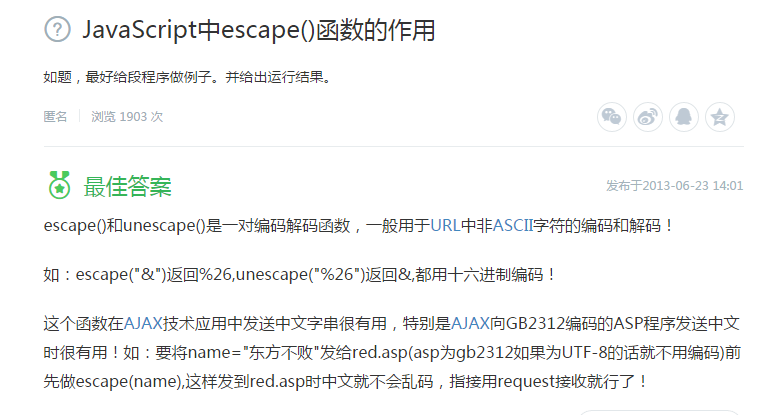 JavaScript中escape()函数的作用
如题，最好给段程序做例子。并给出运行结果。
匿名 浏览 1903 次
最佳答案 发布于2013-06-23 14:01
escape()和unescape()是一对编码解码函数，一般用于URL中非ASCII字符的编码和解码！
如：escape("&")返回%26,unescape("%26")返回&,都用十六进制编码！
这个函数在AJAX技术应用中发送中文字串很有用，特别是AJAX向GB2312编码的ASP程序发送中文
时很有用！如：要将name="东方不败"发给red.asp(asp为gb2312如果为UTF-8的话就不用编码)前
先做escape(name),这样发到red.asp时中文就不会乱码，指接用request接收就行了！